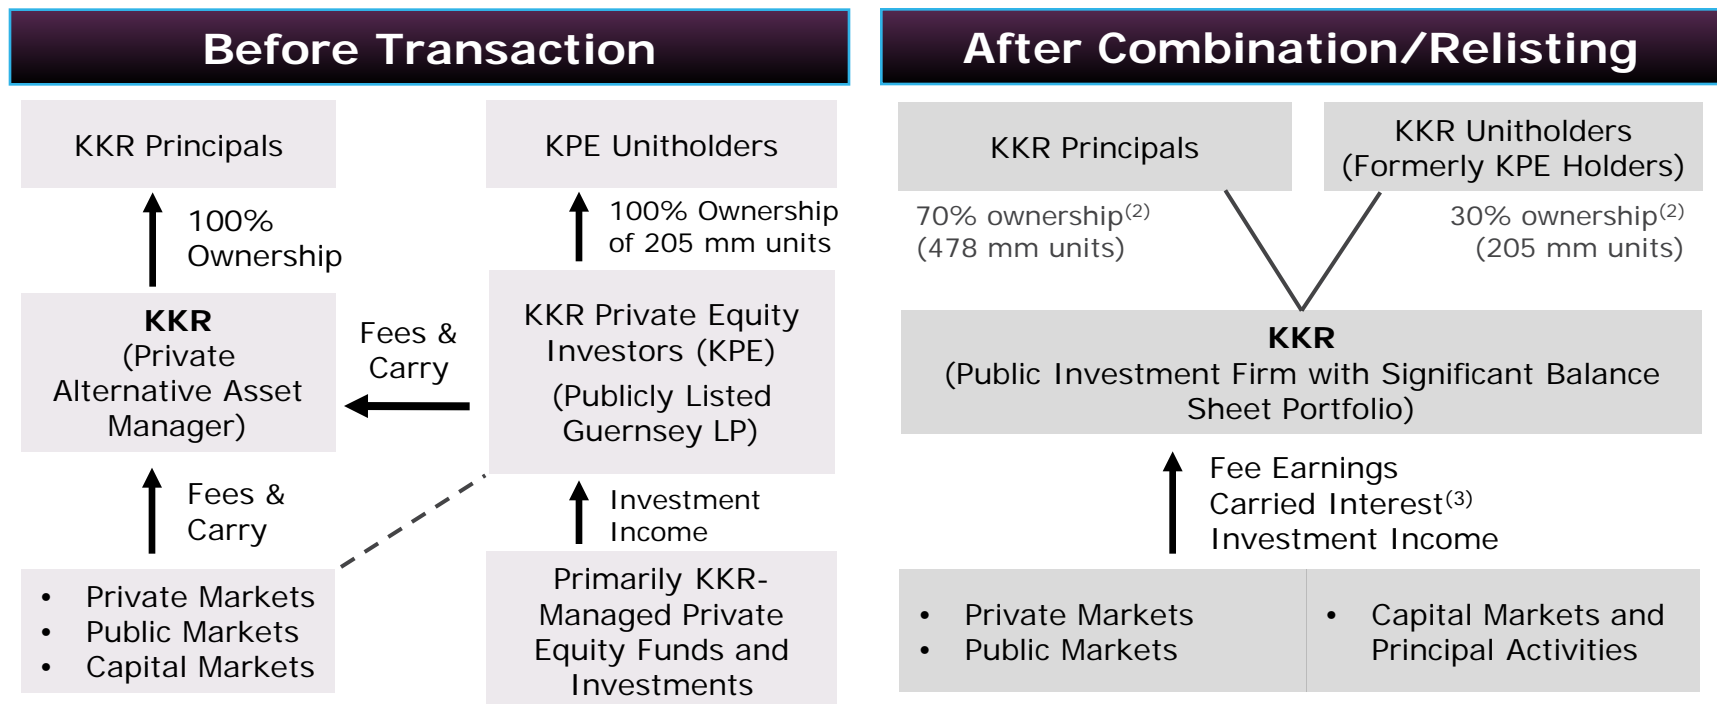 Before Transaction
KKR Principals
KPE Unitholders
100%
Ownership
100% Ownership
of 205 mm units
KKR
(Private
Alternative Asset
Manager)
Fees &
Carry
KKR Private Equity
Investors (KPE)
(Publicly Listed
Guernsey LP)
Fees &
Carry
Investment
Income
• Private Markets
• Public Markets
• Capital Markets
Primarily KKR-
Managed Private
Equity Funds and
Investments
After Combination/Relisting
KKR Principals
KKR Unitholders
(Formerly KPE Holders)
70% ownership(2)
(478 mm units)
30% ownership(2)
(205 mm units)
KKR
(Public Investment Firm with Significant Balance
Sheet Portfolio)
Fee Earnings
Carried Interest(3)
Investment Income
• Private Markets
• Public Markets
• Capital Markets and
Principal Activities